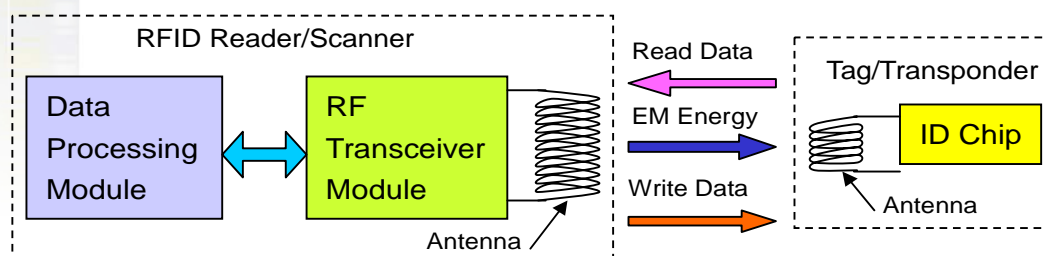 RFID Reader/Scanner
Data
Processing
Module
RF
Transceiver
Module
Antenna
Read Data
EM Energy
Write Data
Tag/Transponder
ID Chip
Antenna